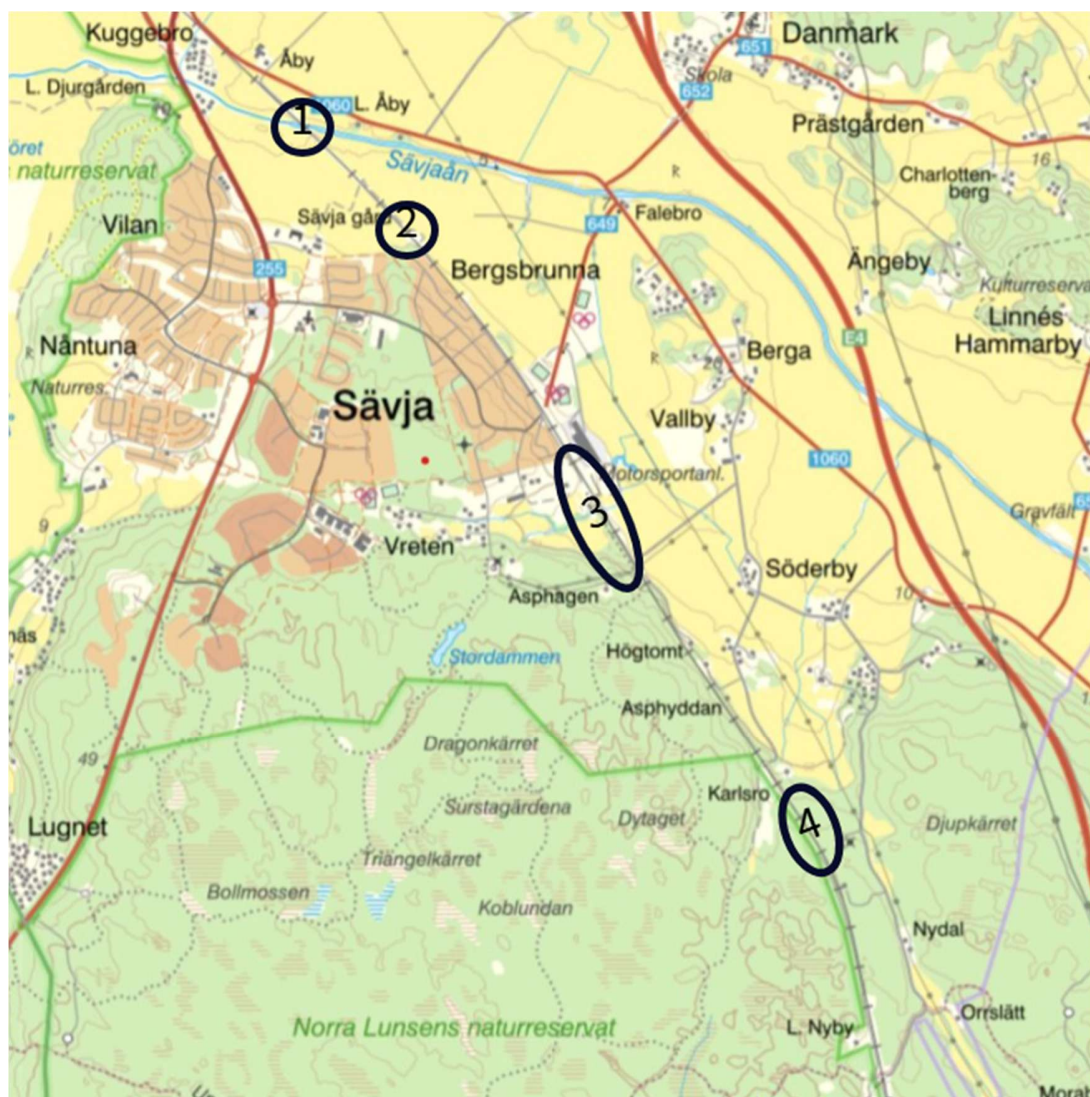 Kuggebro
Danmark
651
Åby
Skola
L. Djurgården
652
1060
L. Åby
1
Prästgården
16
naturreservat
Sävjaån
Charlotten-
berg
Vilan
Sävja gård
2
Falebro
649
255
Bergsbrunna
Ängeby
Kulturreserva
Linnés
Hammarby
E4
Nåntuna
Berga
Naturres.
Sävja
Vallby
1060
Motorsportanl.
3
Gravfält
9
Vreten
Söderby
Asphagen
10
Högtomt
Stordammen
Asphyddan
Dragonkärret
49
Karlsro
Surstagärdena
Dytaget
4
Djupkärret
Lugnet
Triangelkärret
Bollmossen
Koblundan
Nydal
Orrslätt
L. Nyby
Norra Lunsens naturreservat